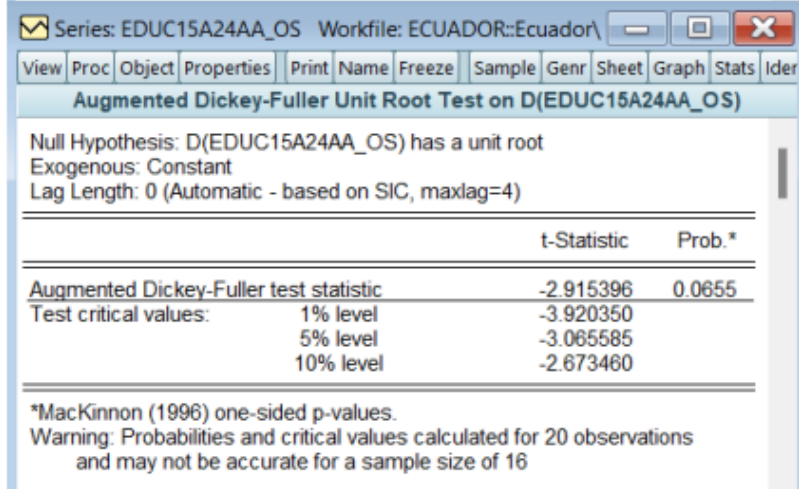 Series: EDUC15A24AA_OS Workfile: ECUADOR::Ecuador\
View Proc Object Properties Print Name Freeze Sample Genr Sheet Graph Stats Iden
Augmented Dickey-Fuller Unit Root Test on D(EDUC15A24AA_OS)
Null Hypothesis: D(EDUC15A24AA_OS) has a unit root
Exogenous: Constant
Lag Length: 0 (Automatic - based on SIC, maxlag=4)
t-Statistic Prob.*
Augmented Dickey-Fuller test statistic -2.915396 0.0655
Test critical values: 1% level -3.920350
5% level -3.065585
10% level -2.673460
*MacKinnon (1996) one-sided p-values.
Warning: Probabilities and critical values calculated for 20 observations
and may not be accurate for a sample size of 16